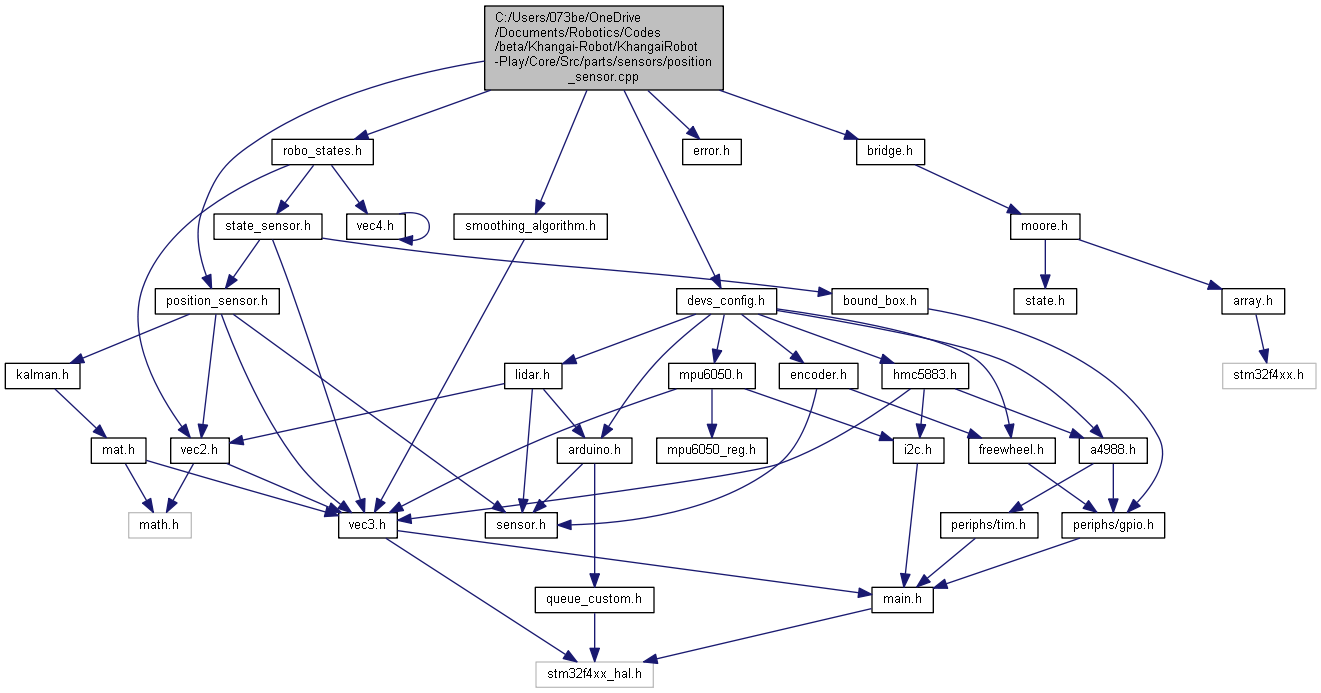 C:/Users/073be/OneDrive
/Documents/Robotics/Codes
/beta/Khangai-Robot/KhangaiRobot
-Play/Core/Src/parts/sensors/position
_sensor.cpp
robo_states.h
error.h
bridge.h
state_sensor.h
vec4.h
smoothing_algorithm.h
moore.h
position_sensor.h
devs_config.h
bound_box.h
state.h
array.h
kalman.h
lidar.h
mpu6050.h
encoder.h
hmc5883.h
stm32f4xx.h
mat.h
vec2.h
arduino.h
mpu6050_reg.h
i2c.h
freewheel.h
a4988.h
math.h
vec3.h
sensor.h
periphs/tim.h
periphs/gpio.h
queue_custom.h
main.h
stm32f4xx_hal.h